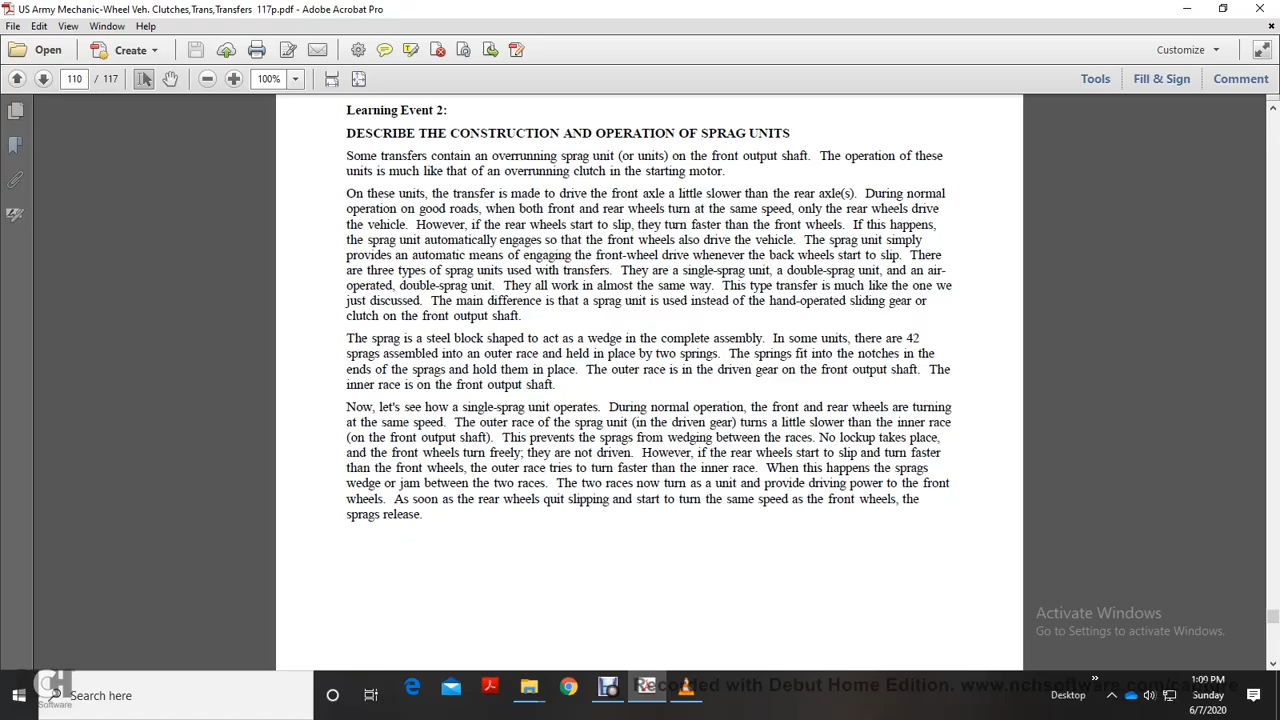 US Army Mechanic-Wheel Veh. Clutches,Trans,Transfers 117p.pdf - Adobe Acrobat Pro
File Edit View Window Help
Open Create Customize
110 / 117 100% Tools Fill & Sign Comment
Learning Event 2:
DESCRIBE THE CONSTRUCTION AND OPERATION OF SPRAG UNITS
Some transfers contain an overrunning sprag unit (or units) on the front output shaft. The operation of these
units is much like that of an overrunning clutch in the starting motor.
On these units, the transfer is made to drive the front axle a little slower than the rear axle(s). During normal
operation on good roads, when both front and rear wheels turn at the same speed, only the rear wheels drive
the vehicle. However, if the rear wheels start to slip, they turn faster than the front wheels. If this happens,
the sprag unit automatically engages so that the front wheels also drive the vehicle. The sprag unit simply
provides an automatic means of engaging the front-wheel drive whenever the back wheels start to slip. There
are three types of sprag units used with transfers. They are a single-sprag unit, a double-sprag unit, and an air-
operated, double-sprag unit. They all work in almost the same way. This type transfer is much like the one we
just discussed. The main difference is that a sprag unit is used instead of the hand-operated sliding gear or
clutch on the front output shaft.
The sprag is a steel block shaped to act as a wedge in the complete assembly. In some units, there are 42
sprags assembled into an outer race and held in place by two springs. The springs fit into the notches in the
ends of the sprags and hold them in place. The outer race is in the driven gear on the front output shaft. The
inner race is on the front output shaft.
Now, let's see how a single-sprag unit operates. During normal operation, the front and rear wheels are turning
at the same speed. The outer race of the sprag unit (in the driven gear) turns a little slower than the inner race
(on the front output shaft). This prevents the sprags from wedging between the races. No lockup takes place,
and the front wheels turn freely; they are not driven. However, if the rear wheels start to slip and turn faster
than the front wheels, the outer race tries to turn faster than the inner race. When this happens the sprags
wedge or jam between the two races. The two races now turn as a unit and provide driving power to the front
wheels. As soon as the rear wheels quit slipping and start to turn the same speed as the front wheels, the
sprags release.
Activate Windows
Go to Settings to activate Windows.
Recorded with Debut Home Edition. www.nchsoftware.com/capture
CH
Software
Search here
Desktop
1:09 PM
Sunday
6/7/2020